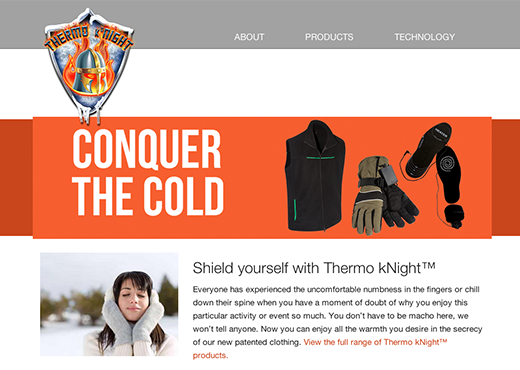 THERMO KNIGHT
ABOUT PRODUCTS TECHNOLOGY
CONQUER
THE COLD
Shield yourself with Thermo kNight™
Everyone has experienced the uncomfortable numbness in the fingers or chill
down their spine when you have a moment of doubt of why you enjoy this
particular activity or event so much. You don't have to be macho here, we
won't tell anyone. Now you can enjoy all the warmth you desire in the secrecy
of our new patented clothing. View the full range of Thermo kNight™
products.